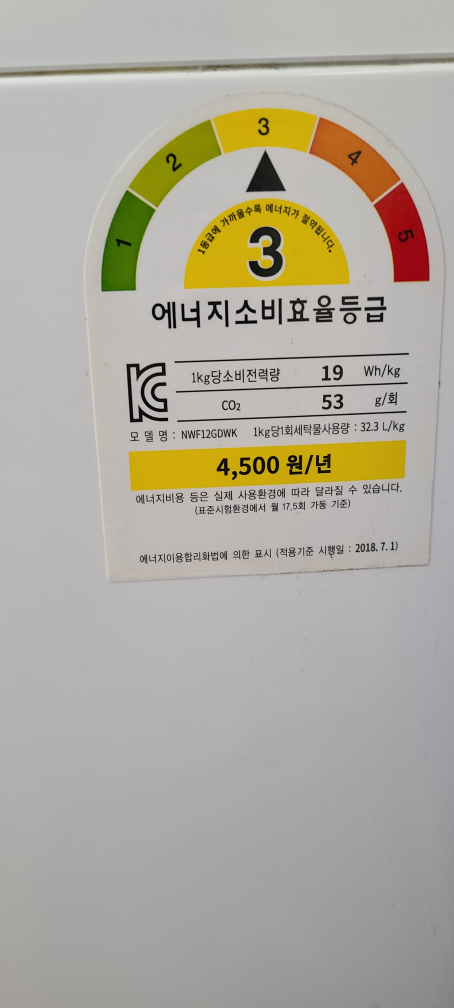 1 2 3 4 5
1등급에 가까울수록 에너지가 절약됩니다.
3
에너지소비효율등급
1kg당소비전력량 19 Wh/kg
CO₂ 53 g/회
모 델 명 : NWF12GDWK 1kg당1회세탁물사용량 : 32.3 L/kg
4,500 원/년
에너지비용 등은 실제 사용환경에 따라 달라질 수 있습니다.
(표준시험환경에서 월 17.5회 가동 기준)
에너지이용합리화법에 의한 표시 (적용기준 시행일 : 2018. 7. 1)